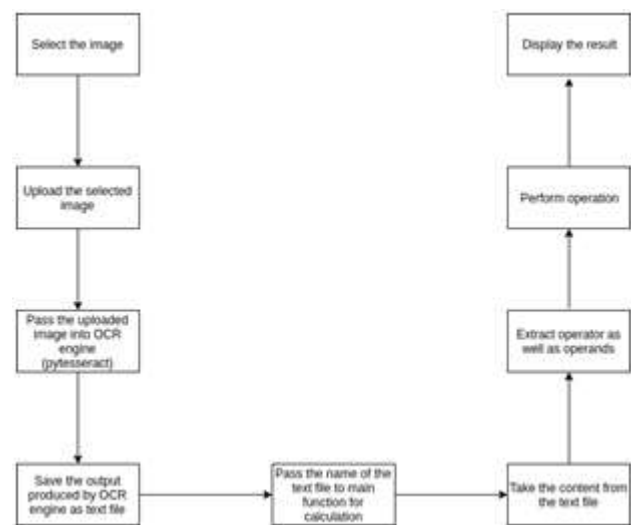 Select the image
Upload the selected
image
Pass the uploaded
image into OCR
engine
(pytesseract)
Save the output
produced by OCR
engine as text file
Pass the name of the
text file to main
function for
calculation
Take the content from
the text file
Extract operator as
well as operands
Perform operation
Display the result